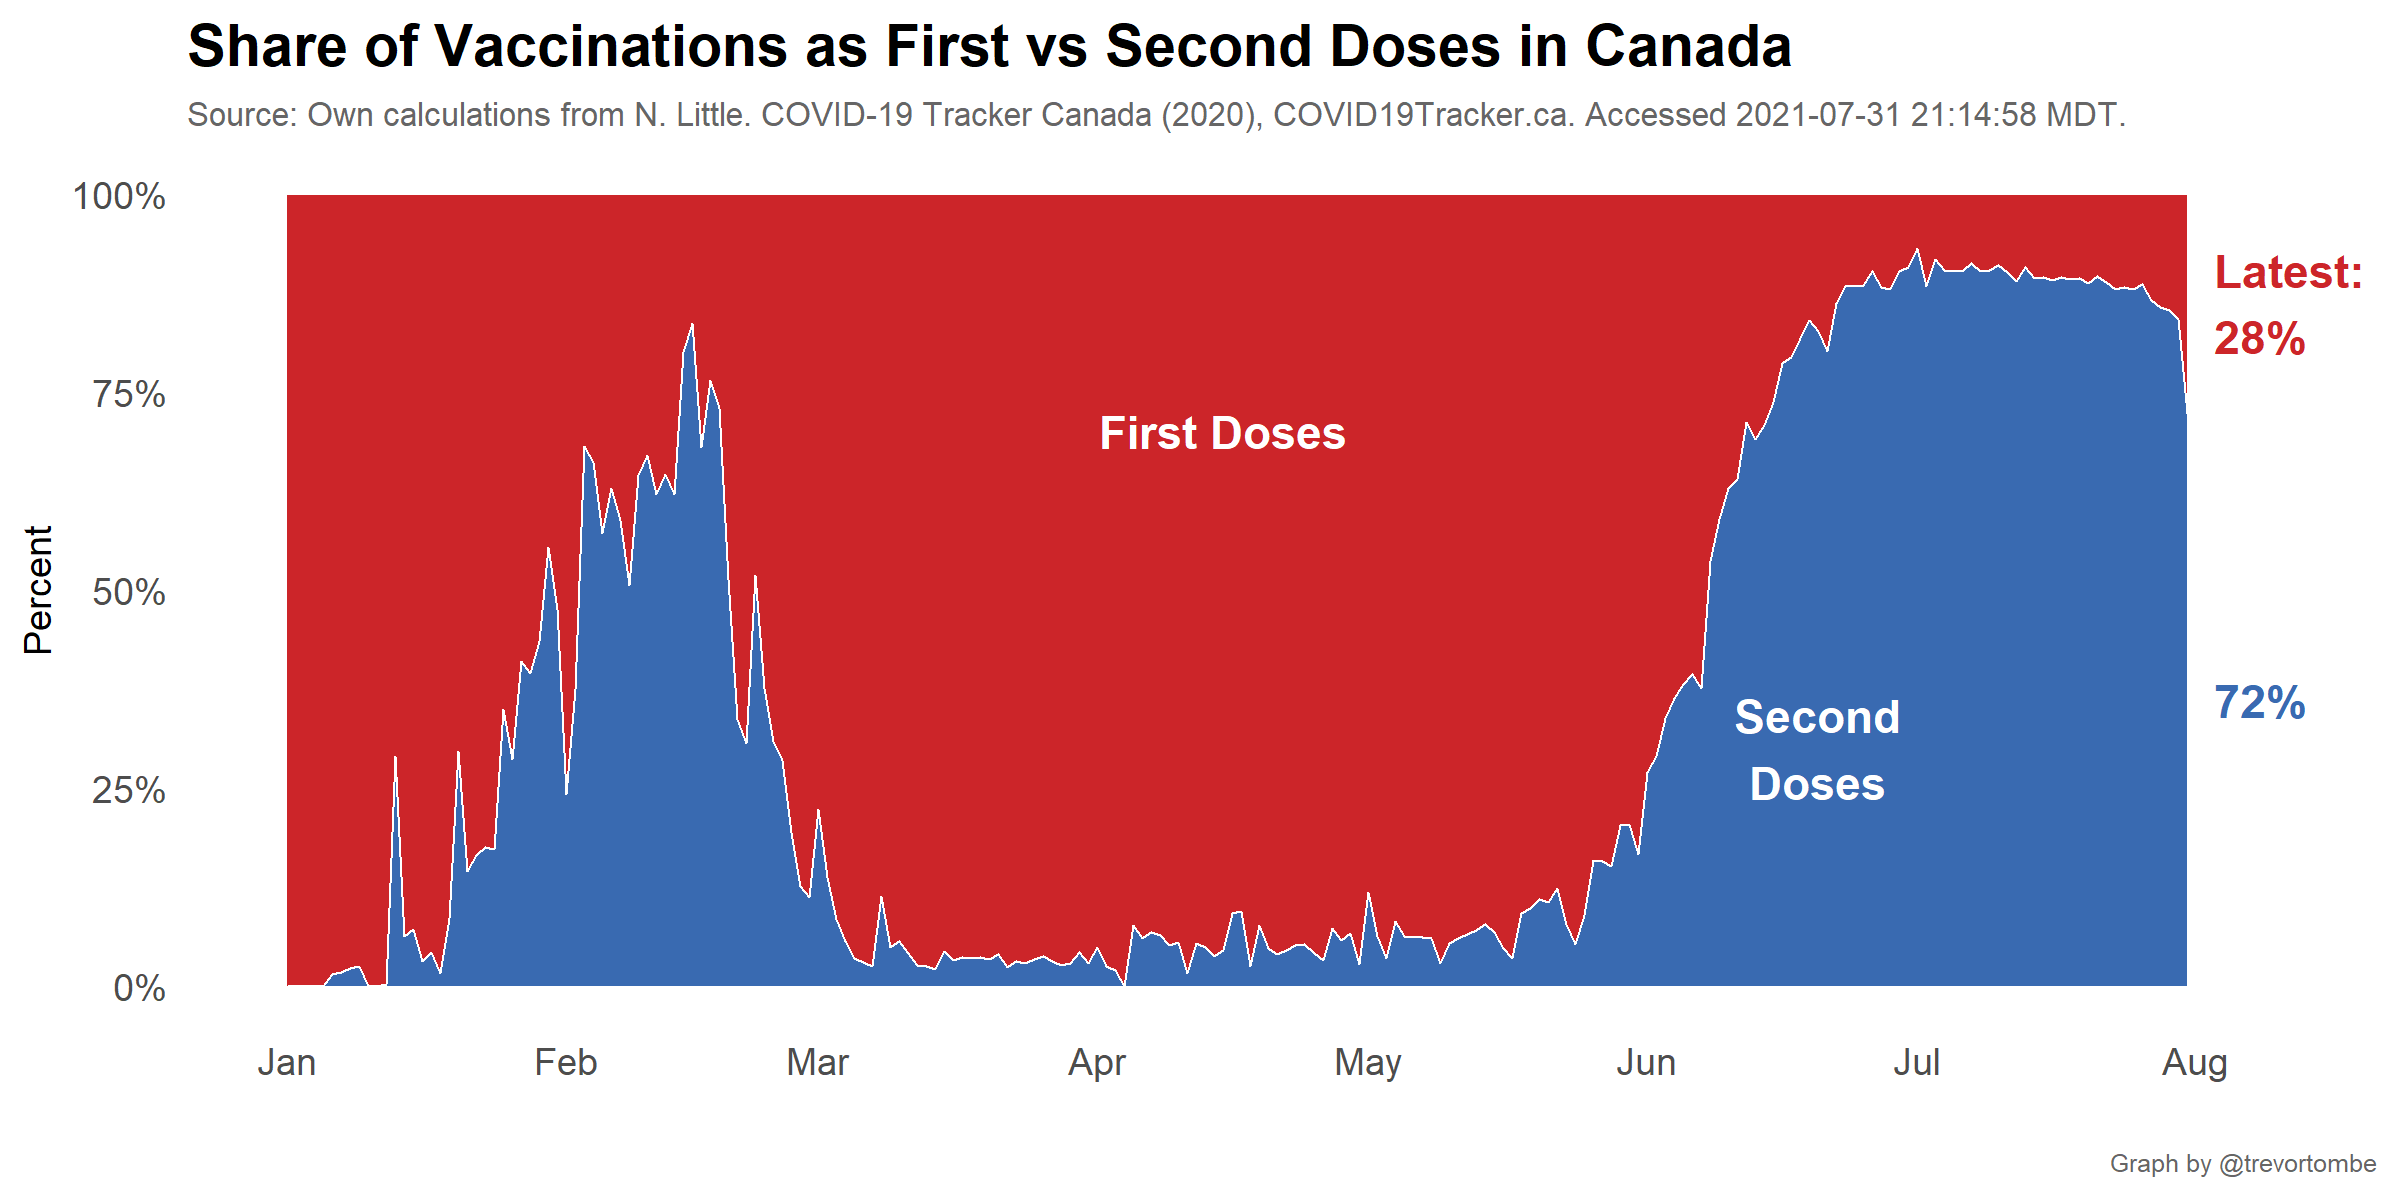 Share of Vaccinations as First vs Second Doses in Canada
Source: Own calculations from N. Little. COVID-19 Tracker Canada (2020), COVID19Tracker.ca. Accessed 2021-07-31 21:14:58 MDT.
100%
75%
50%
25%
0%
Percent
First Doses
Second
Doses
Latest:
28%
72%
Jan
Feb
Mar
Apr
May
Jun
Jul
Aug
Graph by @trevortombe